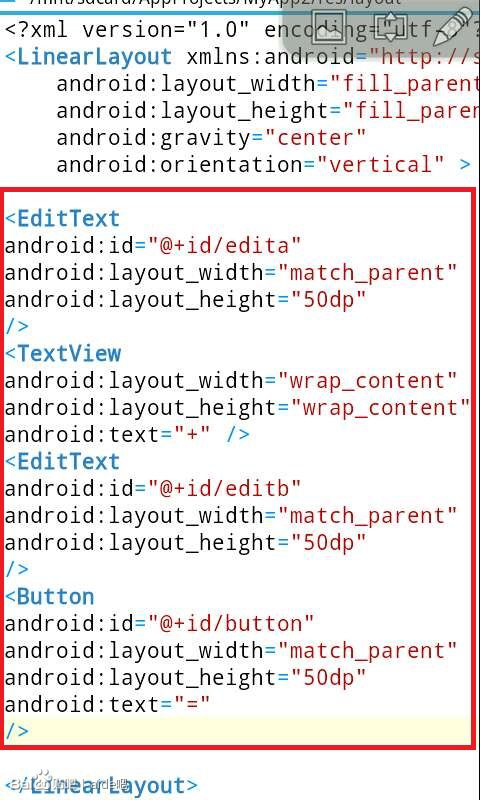 /mnt/sdcard/AppProjects/MyApp2/res/layout
<?xml version="1.0" encoding="utf-8"?
<LinearLayout xmlns:android="http://s
android:layout_width="fill_parent
android:layout_height="fill_paren
android:gravity="center"
android:orientation="vertical" >
<EditText
android:id="@+id/edita"
android:layout_width="match_parent"
android:layout_height="50dp"
/>
<TextView
android:layout_width="wrap_content"
android:layout_height="wrap_content"
android:text="+" />
<EditText
android:id="@+id/editb"
android:layout_width="match_parent"
android:layout_height="50dp"
/>
<Button
android:id="@+id/button"
android:layout_width="match_parent"
android:layout_height="50dp"
android:text="="
/>
</LinearLayout>